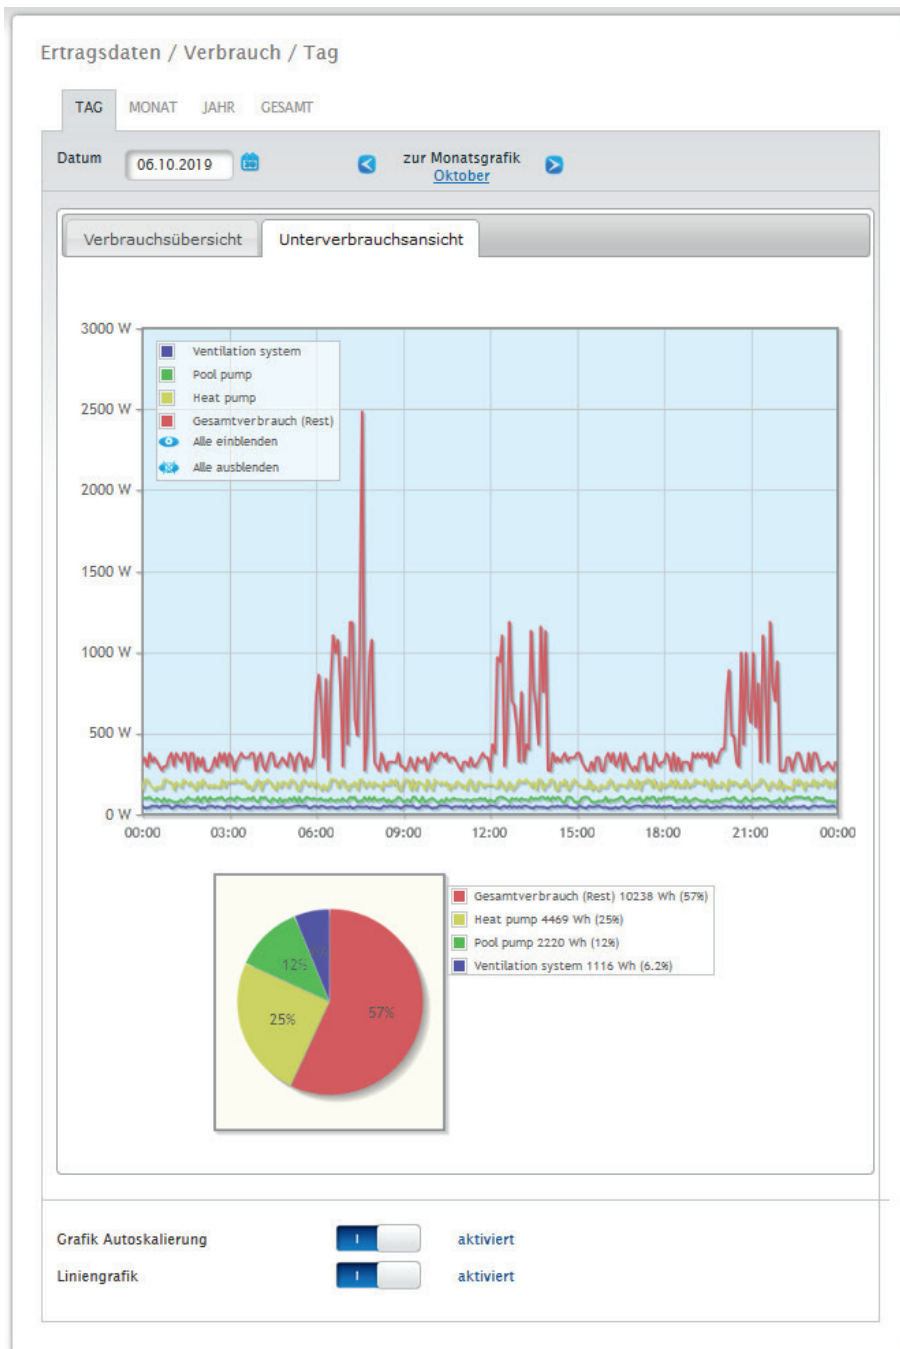 Ertragsdaten / Verbrauch / Tag
TAG MONAT JAHR GESAMT
Datum 06.10.2019 zur Monatsgrafik
Oktober
Verbrauchsübersicht Unterverbrauchsansicht
3000 W
2500 W
2000 W
1500 W
1000 W
500 W
0 W
Ventilation system
Pool pump
Heat pump
Gesamtverbrauch (Rest)
Alle einblenden
Alle ausblenden
00:00 03:00 06:00 09:00 12:00 15:00 18:00 21:00 00:00
Gesamtverbrauch (Rest) 10238 Wh (57%)
Heat pump 4469 Wh (25%)
Pool pump 2220 Wh (12%)
Ventilation system 1116 Wh (6.2%)
12%
57%
25%
Grafik Autoskalierung I aktiviert
Liniengrafik I aktiviert